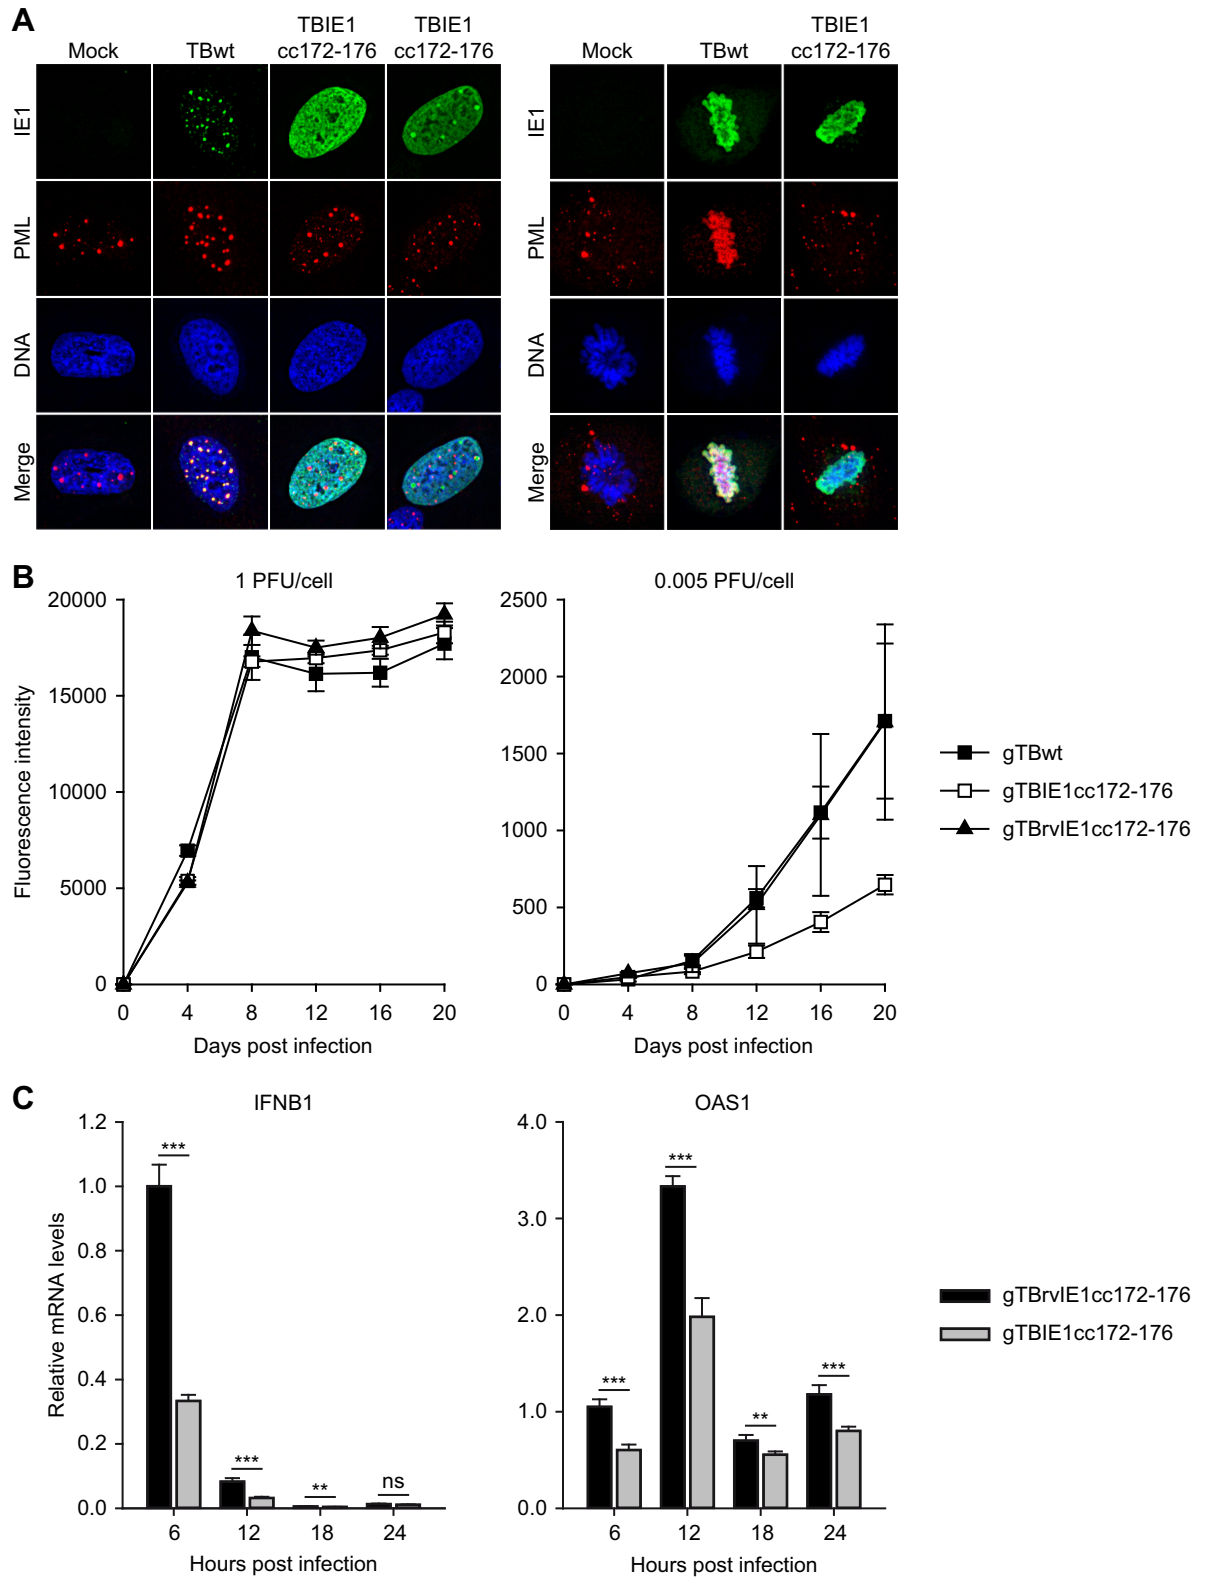 A
Mock
TBwt
TBIE1
cc172-176
TBIE1
cc172-176
Mock
TBwt
TBIE1
cc172-176
IE1
PML
DNA
Merge
IE1
PML
DNA
Merge
B
1 PFU/cell
20000
15000
10000
5000
0
Fluorescence intensity
0 4 8 12 16 20
Days post infection
0.005 PFU/cell
2500
2000
1500
1000
500
0
0 4 8 12 16 20
Days post infection
gTBwt
gTBIE1cc172-176
gTBrvIE1cc172-176
C
IFNB1
1.2
1.0
0.8
0.6
0.4
0.2
0.0
Relative mRNA levels
***
***
**
ns
6 12 18 24
Hours post infection
OAS1
4.0
3.0
2.0
1.0
0.0
***
***
**
***
6 12 18 24
Hours post infection
gTBrvIE1cc172-176
gTBIE1cc172-176